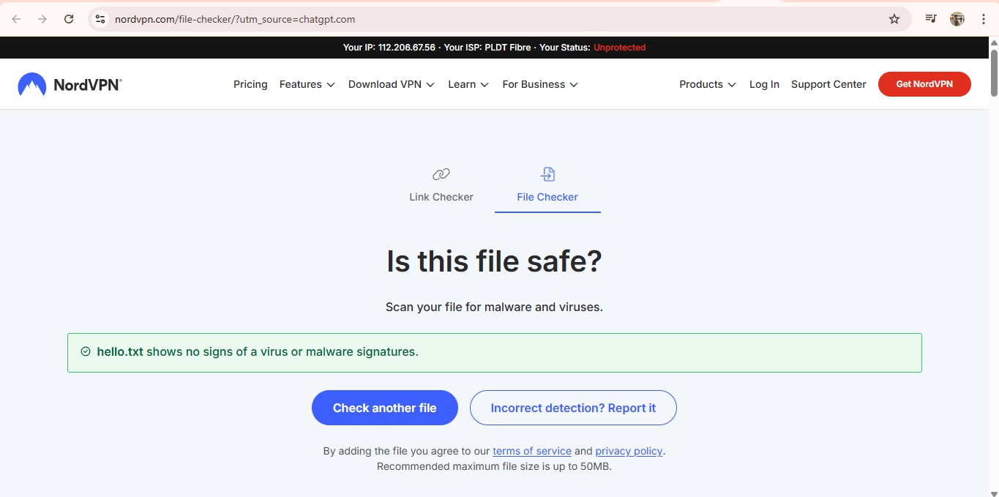 nordvpn.com/file-checker/?utm_source=chatgpt.com
Your IP: 112.206.67.56 · Your ISP: PLDT Fibre · Your Status: Unprotected
NordVPN® Pricing Features Download VPN Learn For Business Products Log In Support Center Get NordVPN
Link Checker File Checker
Is this file safe?
Scan your file for malware and viruses.
hello.txt shows no signs of a virus or malware signatures.
Check another file Incorrect detection? Report it
By adding the file you agree to our terms of service and privacy policy.
Recommended maximum file size is up to 50MB.